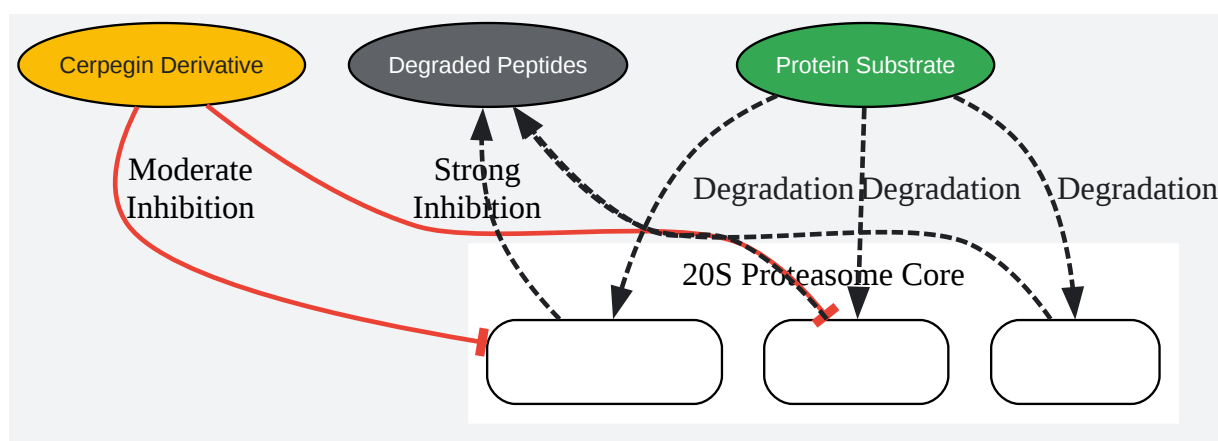 Cerpegin Derivative
Degraded Peptides
Protein Substrate
Moderate
Inhibition
Strong
Inhibition
Degradation
Degradation
Degradation
20S Proteasome Core